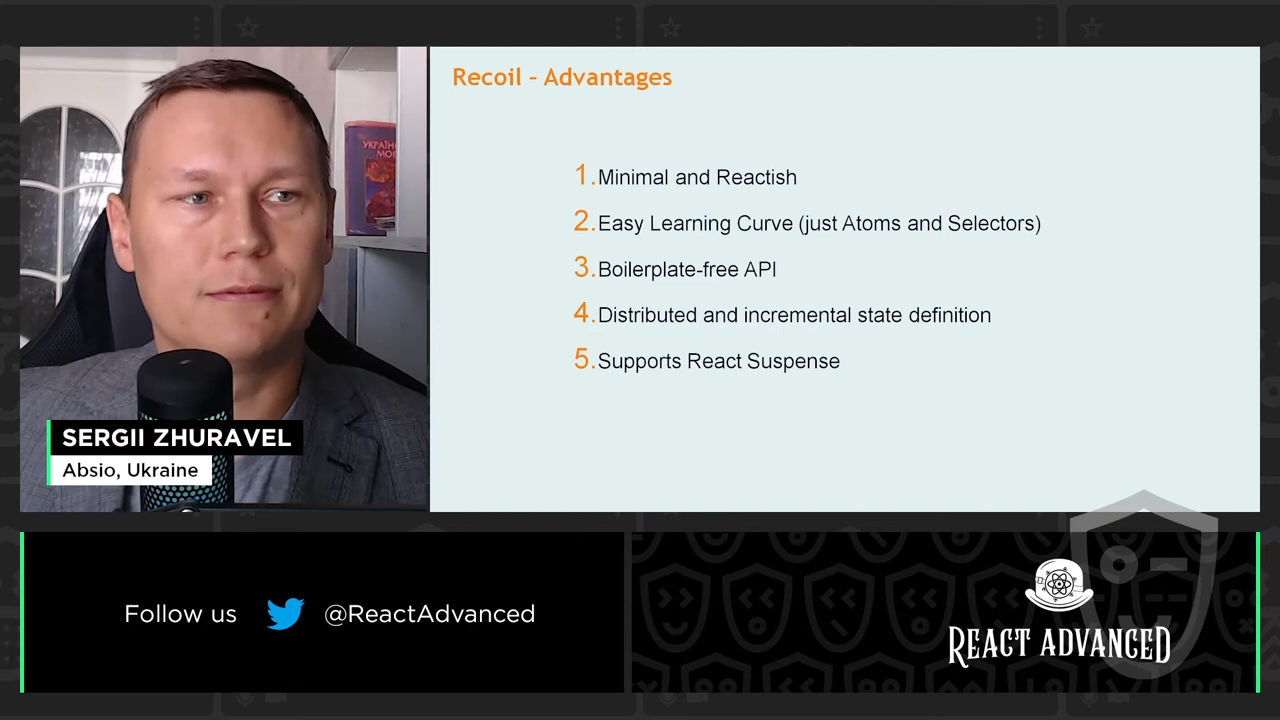 Recoil – Advantages
1. Minimal and Reactish
2. Easy Learning Curve (just Atoms and Selectors)
3. Boilerplate-free API
4. Distributed and incremental state definition
5. Supports React Suspense
SERGII ZHURAVEL
Absio, Ukraine
Follow us @ReactAdvanced
REACT ADVANCED